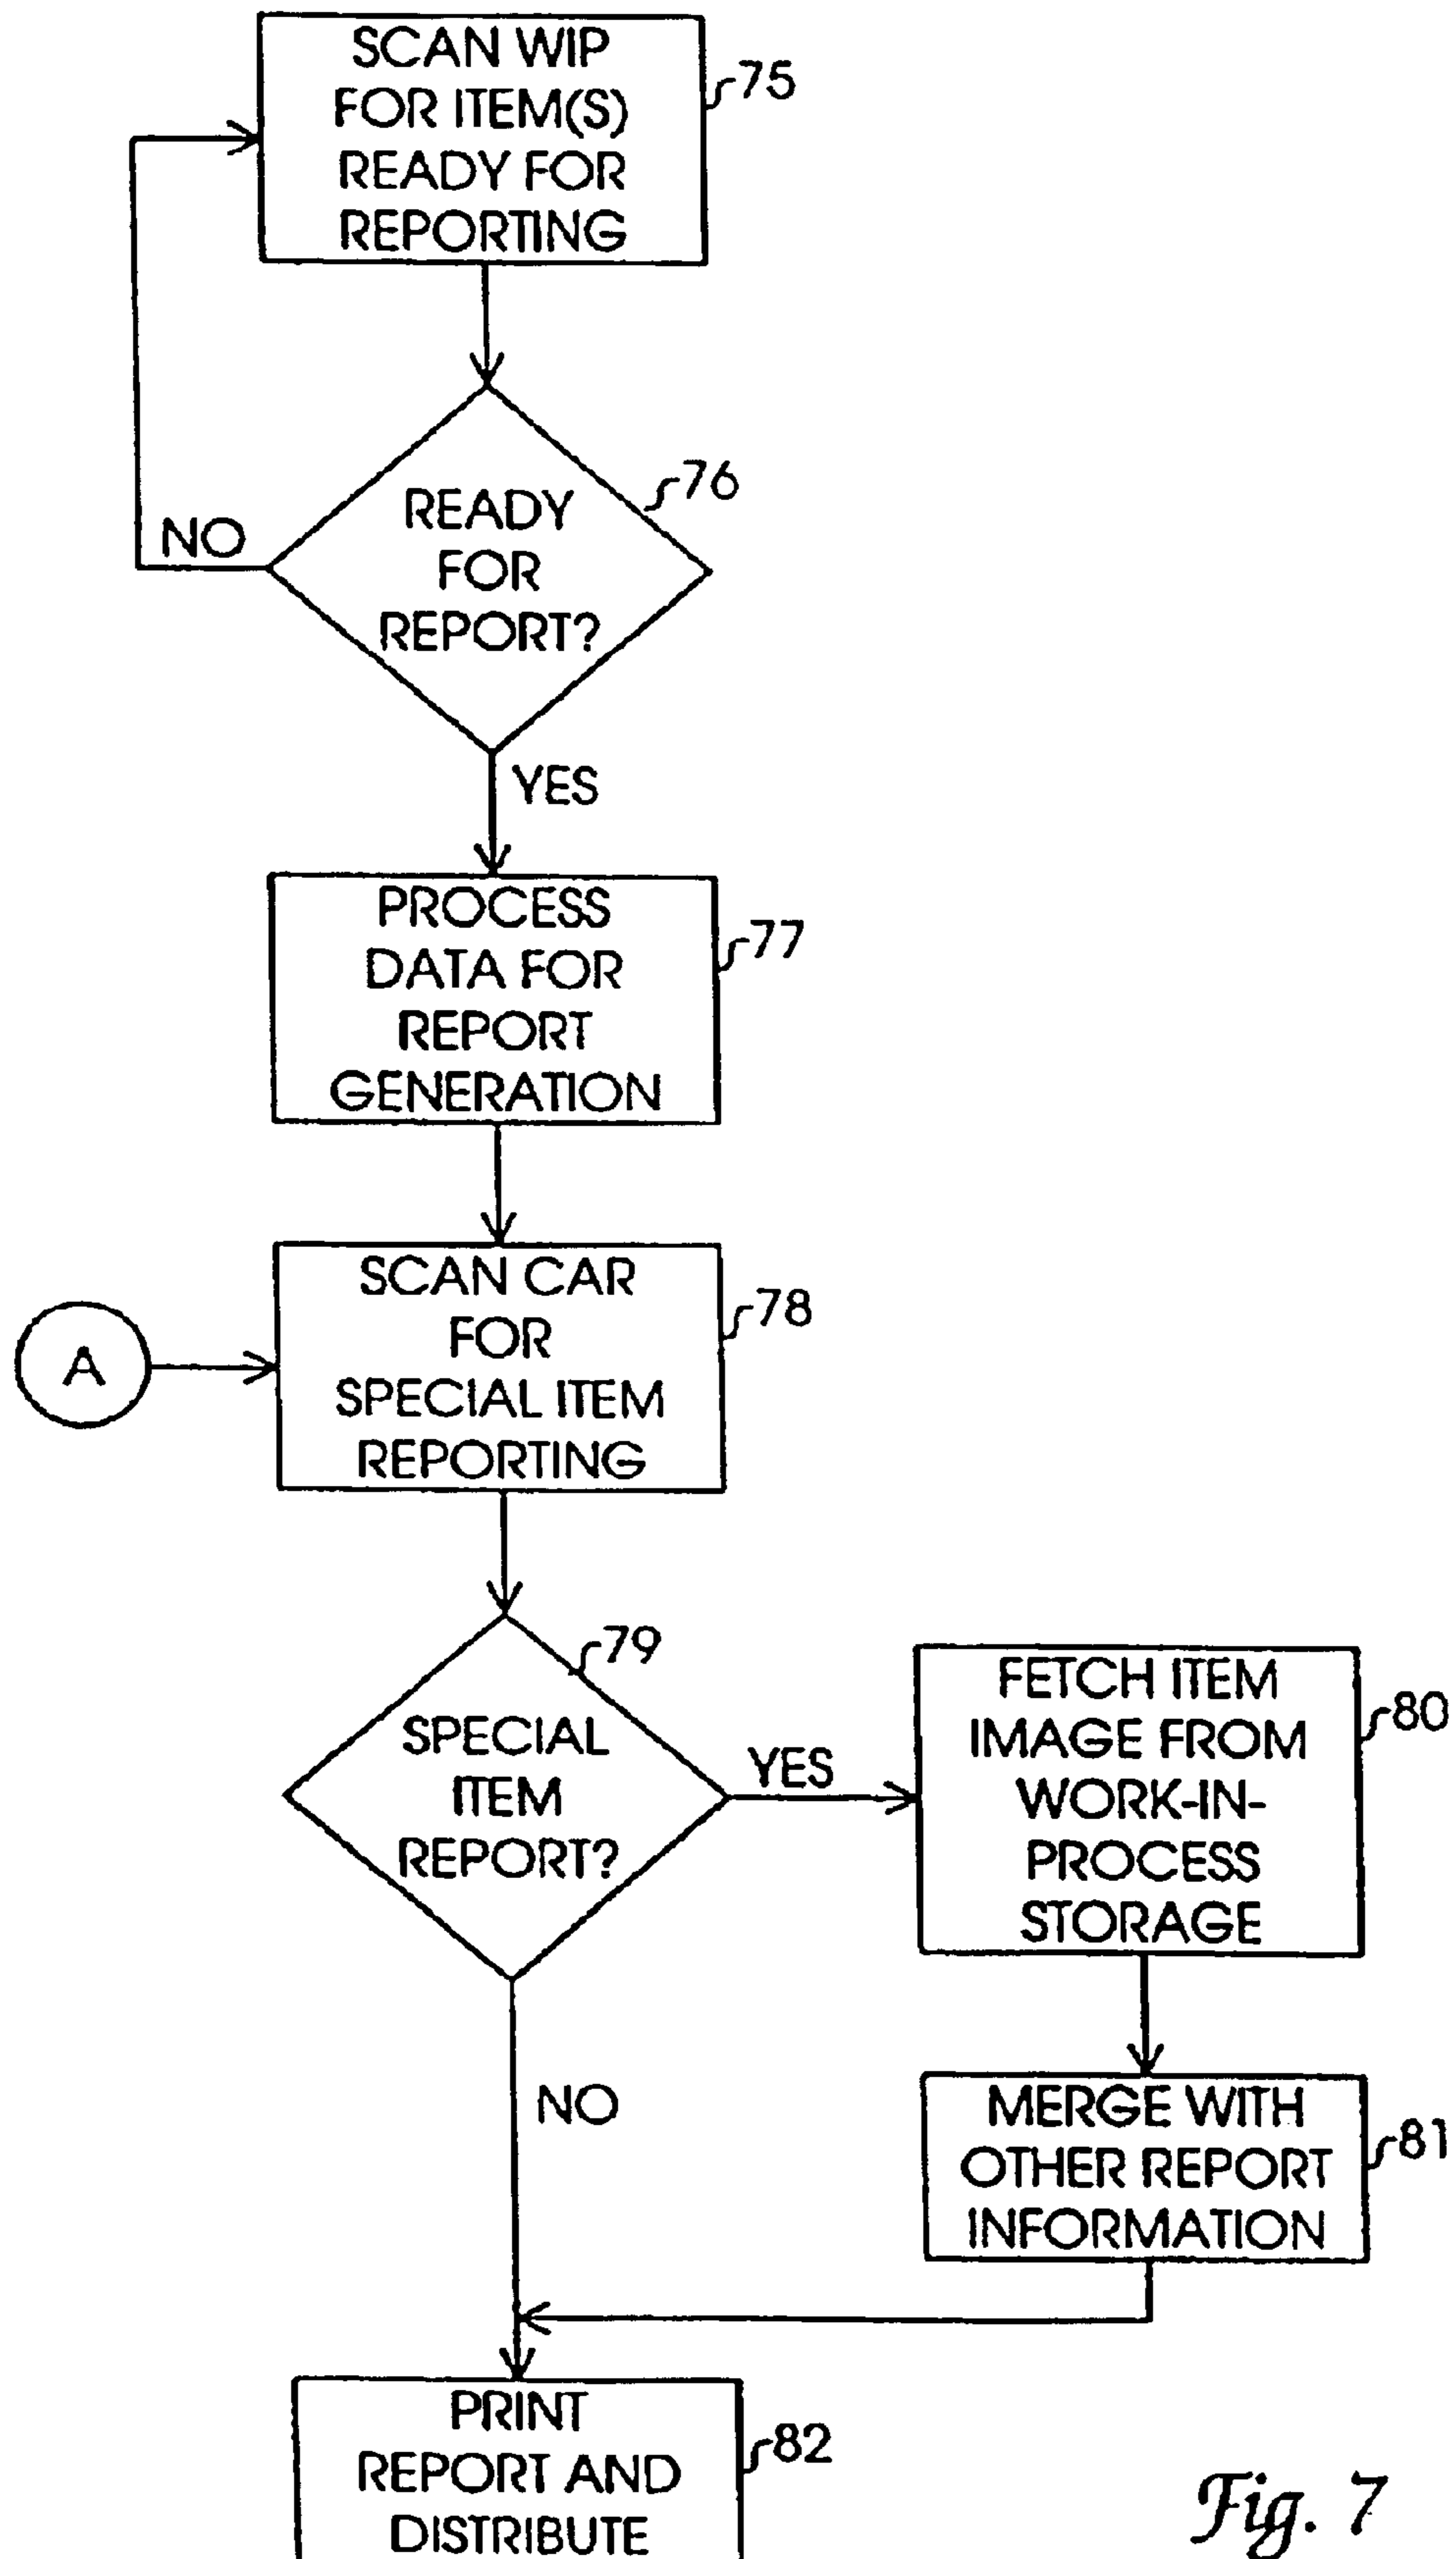 SCAN WIP
FOR ITEM(S)
READY FOR
REPORTING
75
READY
FOR
REPORT?
76
NO
YES
PROCESS
DATA FOR
REPORT
GENERATION
77
SCAN CAR
FOR
SPECIAL ITEM
REPORTING
78
A
SPECIAL
ITEM
REPORT?
79
YES
FETCH ITEM
IMAGE FROM
WORK-IN-
PROCESS
STORAGE
80
NO
MERGE WITH
OTHER REPORT
INFORMATION
81
PRINT
REPORT AND
DISTRIBUTE
82
Fig. 7